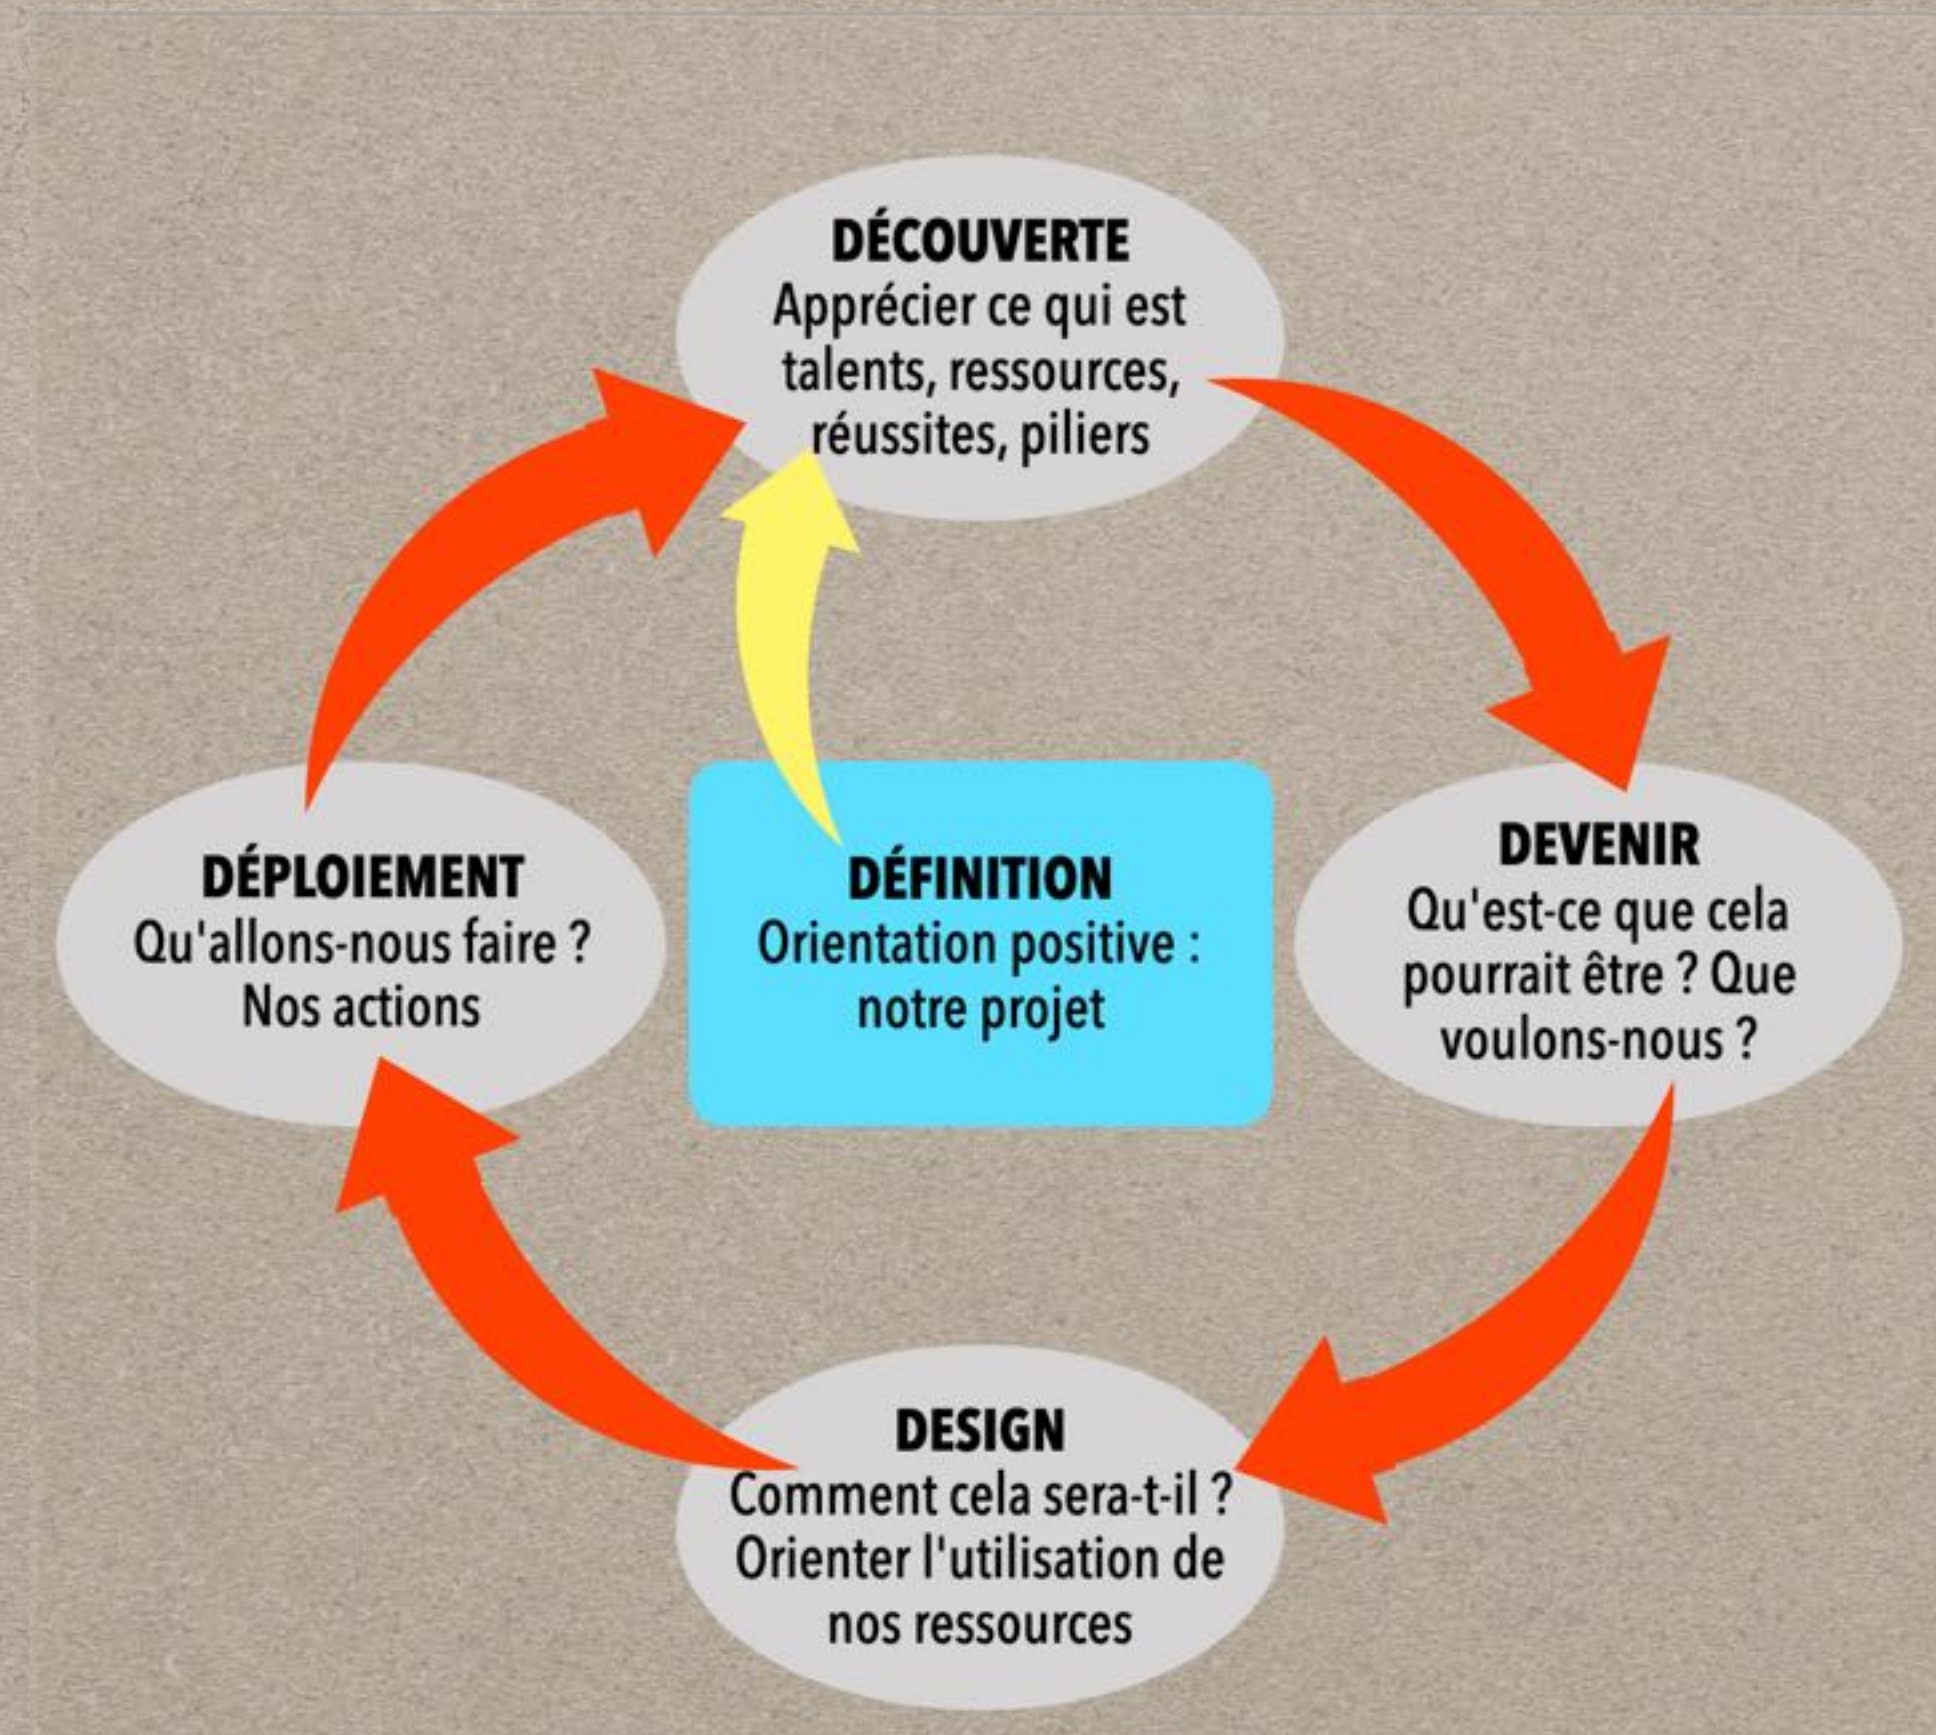 DÉCOUVERTE
Apprécier ce qui est
talents, ressources,
réussites, piliers
DÉPLOIEMENT
Qu'allons-nous faire ?
Nos actions
DÉFINITION
Orientation positive :
notre projet
DEVENIR
Qu'est-ce que cela
pourrait être ? Que
voulons-nous ?
DESIGN
Comment cela sera-t-il ?
Orienter l'utilisation de
nos ressources